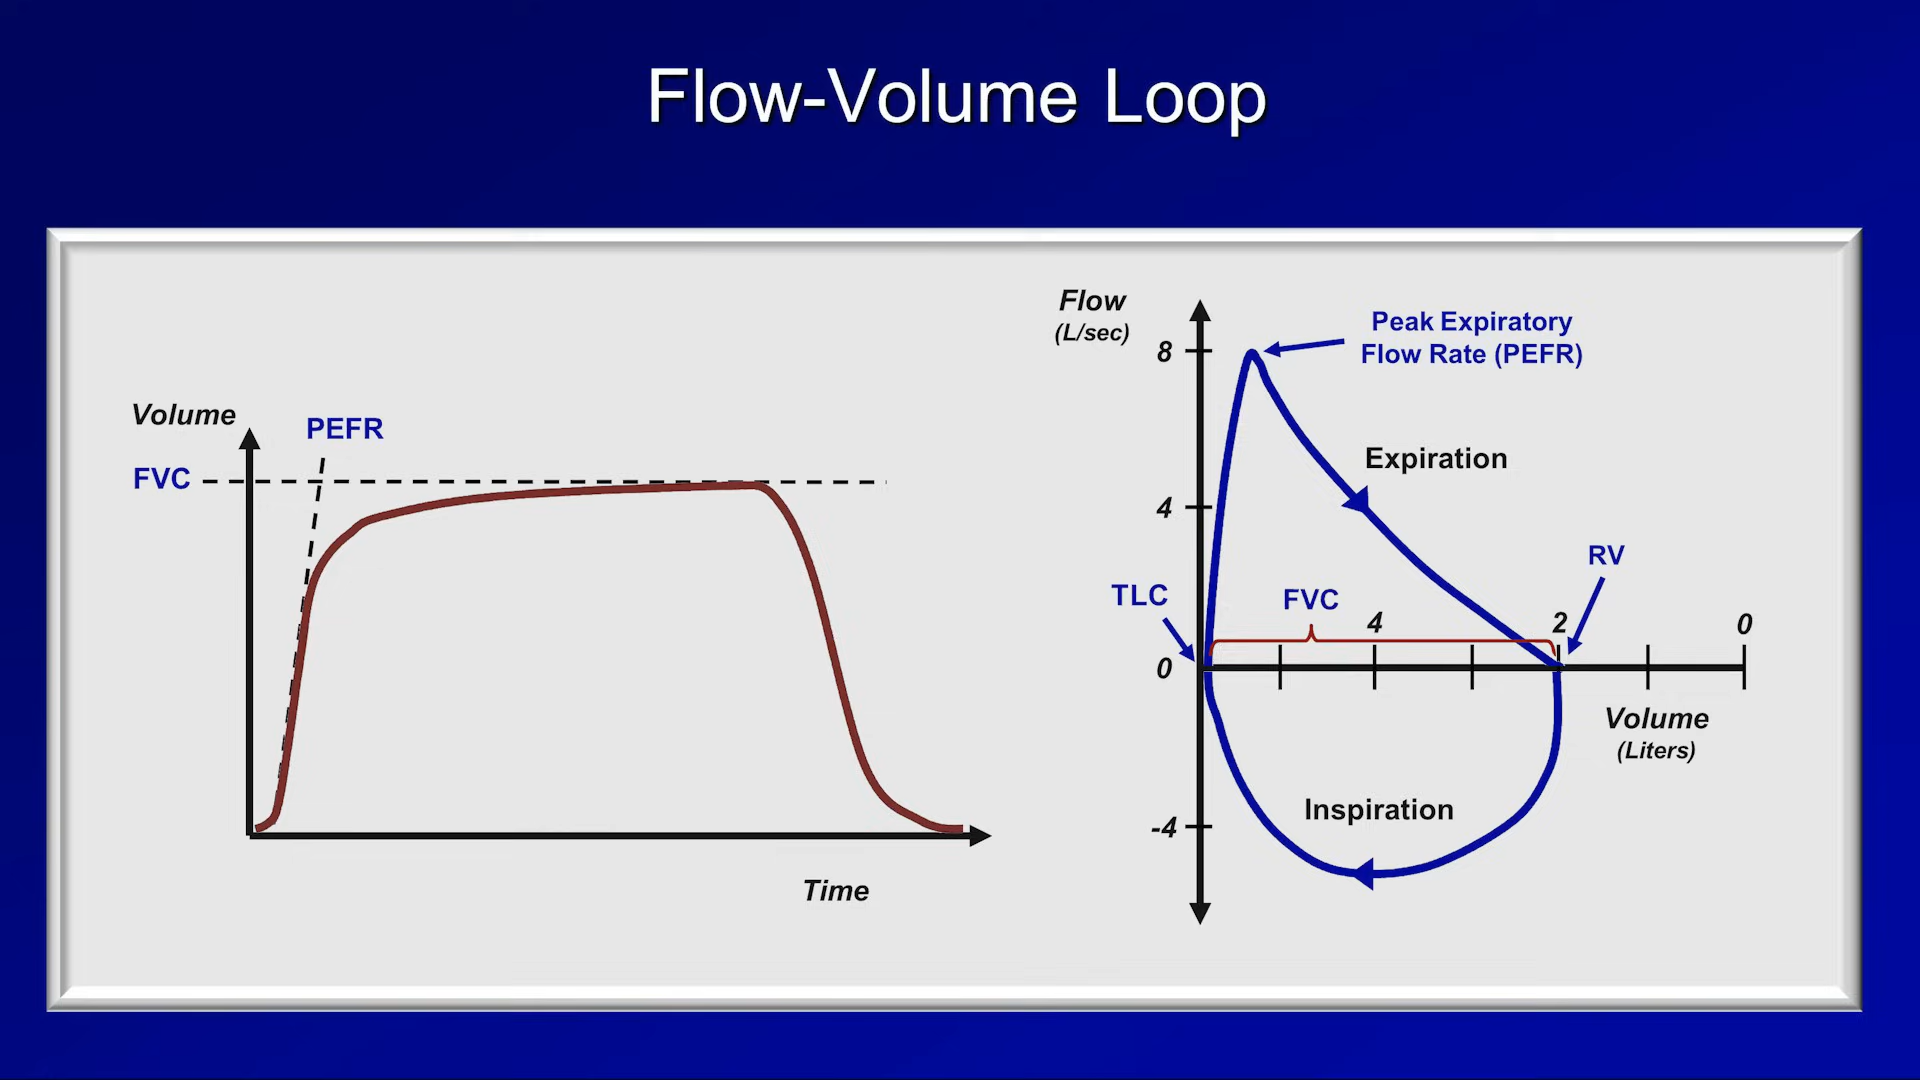 Flow-Volume Loop
Volume
PEFR
FVC
Time
Flow
(L/sec)
8
4
0
-4
Peak Expiratory
Flow Rate (PEFR)
Expiration
RV
TLC
FVC
4
2
0
Volume
(Liters)
Inspiration